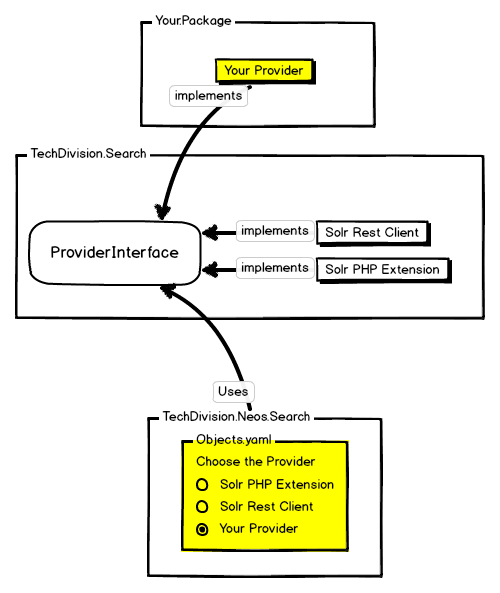 Your.Package
Your Provider
implements
TechDivision.Search
ProviderInterface
implements
Solr Rest Client
implements
Solr PHP Extension
Uses
TechDivision.Neos.Search
Objects.yaml
Choose the Provider
Solr PHP Extension
Solr Rest Client
Your Provider